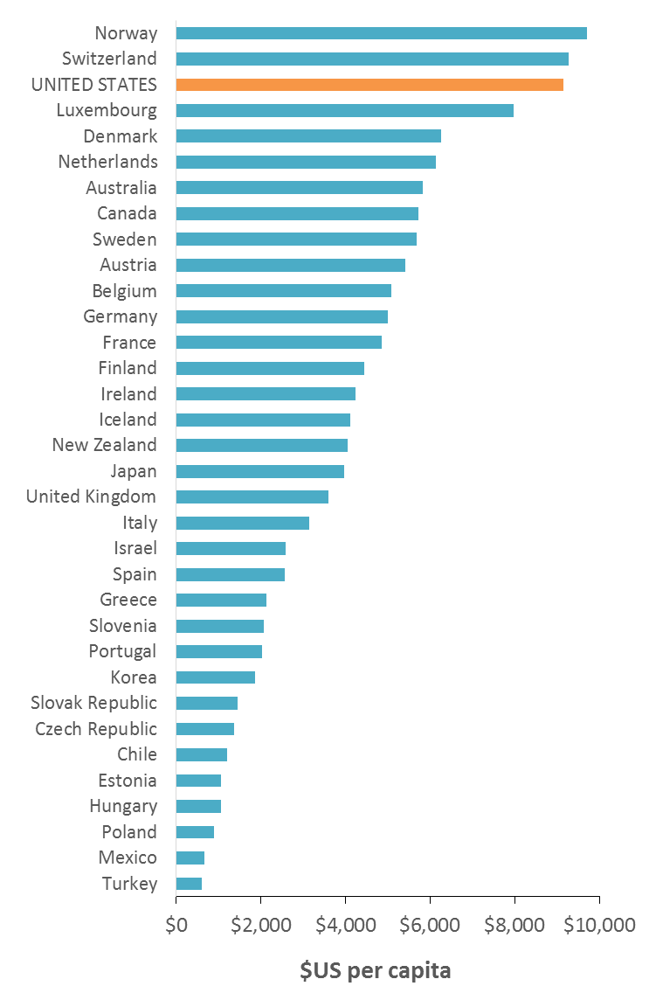 Norway
Switzerland
UNITED STATES
Luxembourg
Denmark
Netherlands
Australia
Canada
Sweden
Austria
Belgium
Germany
France
Finland
Ireland
Iceland
New Zealand
Japan
United Kingdom
Italy
Israel
Spain
Greece
Slovenia
Portugal
Korea
Slovak Republic
Czech Republic
Chile
Estonia
Hungary
Poland
Mexico
Turkey
$0 $2,000 $4,000 $6,000 $8,000 $10,000
$US per capita